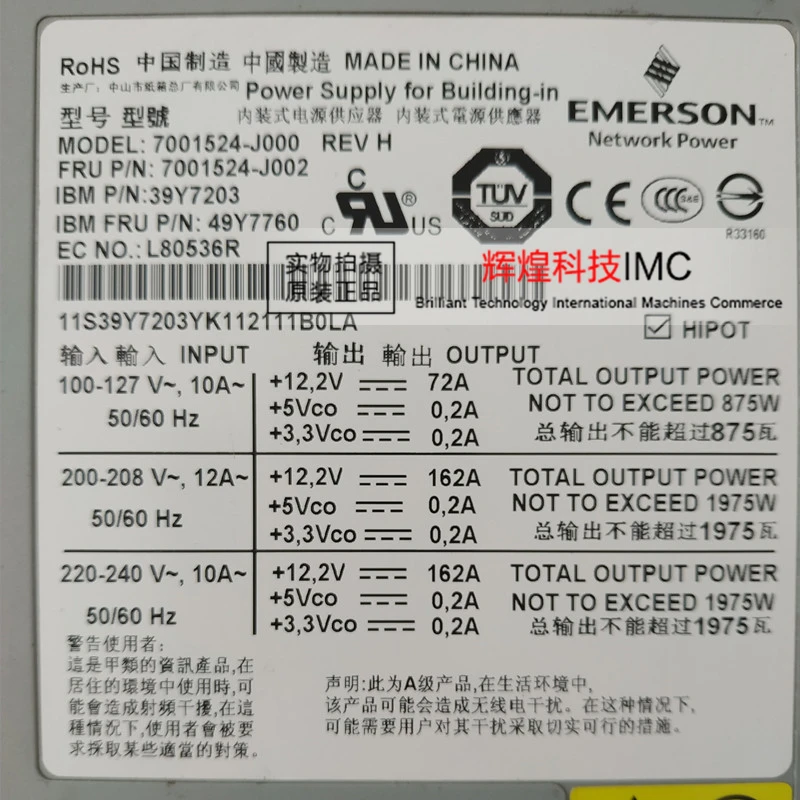 RoHS 中国制造 中國製造 MADE IN CHINA
生产厂: 中山市纸箱总厂有限公司 Power Supply for Building-in
型号 型號 内装式电源供应器 内装式電源供應器
EMERSON™
Network Power
MODEL: 7001524-J000 REV H
FRU P/N: 7001524-J002
IBM P/N:39Y7203
IBM FRU P/N: 49Y7760
EC NO.: L80536R
C RU® US
TÜV
SÜD
CE
CCC S&E
R33160
实物拍摄
原装正品
辉煌科技IMC
Brilliant Technology International Machines Commerce
11S39Y7203YK112111B0LA
HIPOT
输入 輸入 INPUT 输出 輸出 OUTPUT
100-127 V~, 10A~ +12,2V 72A TOTAL OUTPUT POWER
50/60 Hz +5Vco 0,2A NOT TO EXCEED 875W
+3,3Vco 0,2A 总输出不能超过875瓦
200-208 V~, 12A~ +12,2V 162A TOTAL OUTPUT POWER
50/60 Hz +5Vco 0,2A NOT TO EXCEED 1975W
+3,3Vco 0,2A 总输出不能超过1975瓦
220-240 V~, 10A~ +12,2V 162A TOTAL OUTPUT POWER
50/60 Hz +5Vco 0,2A NOT TO EXCEED 1975W
+3,3Vco 0,2A 总输出不能超过1975瓦
警告使用者:
這是甲類的資訊產品,在
居住的環境中使用時,可
能會造成射頻干擾,在這
種情況下,使用者會被要
求採取某些適當的對策。
声明:此为A级产品,在生活环境中,
该产品可能会造成无线电干扰。在这种情况下,
可能需要用户对其干扰采取切实可行的措施。